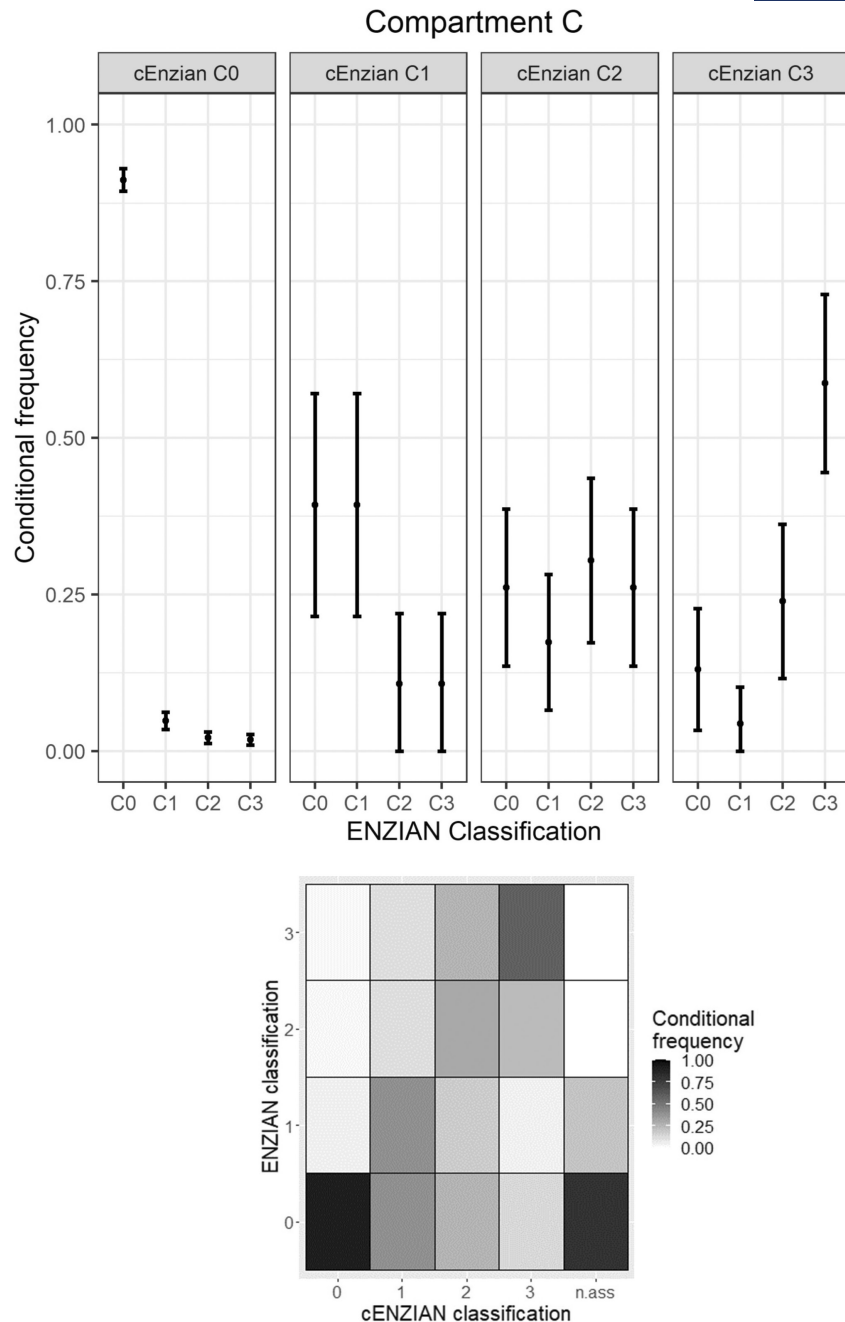 Compartment C
cEnzian C0 cEnzian C1 cEnzian C2 cEnzian C3
1.00
0.75
0.50
0.25
0.00
Conditional frequency
C0 C1 C2 C3 C0 C1 C2 C3 C0 C1 C2 C3 C0 C1 C2 C3
ENZIAN Classification
3
2
1
0
ENZIAN classification
0 1 2 3 n.ass
cENZIAN classification
Conditional
frequency
1.00
0.75
0.50
0.25
0.00